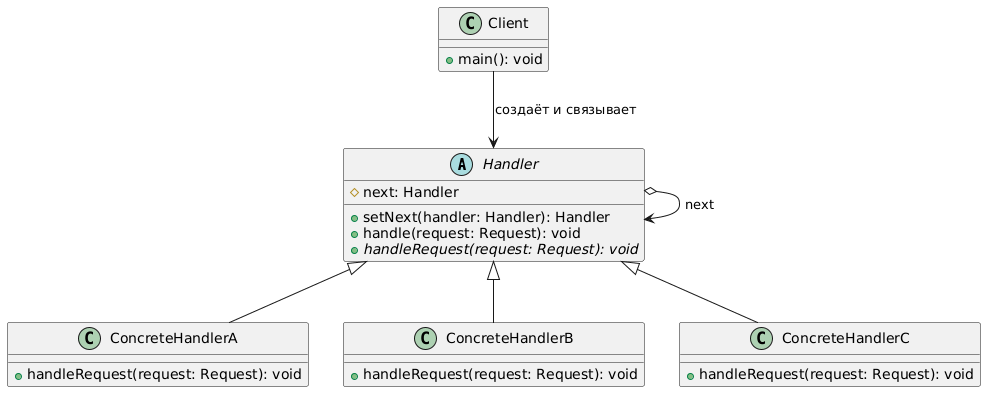 C Client
main(): void
создаёт и связывает
A Handler
next: Handler
setNext(handler: Handler): Handler
handle(request: Request): void
handleRequest(request: Request): void
next
C ConcreteHandlerA
handleRequest(request: Request): void
C ConcreteHandlerB
handleRequest(request: Request): void
C ConcreteHandlerC
handleRequest(request: Request): void